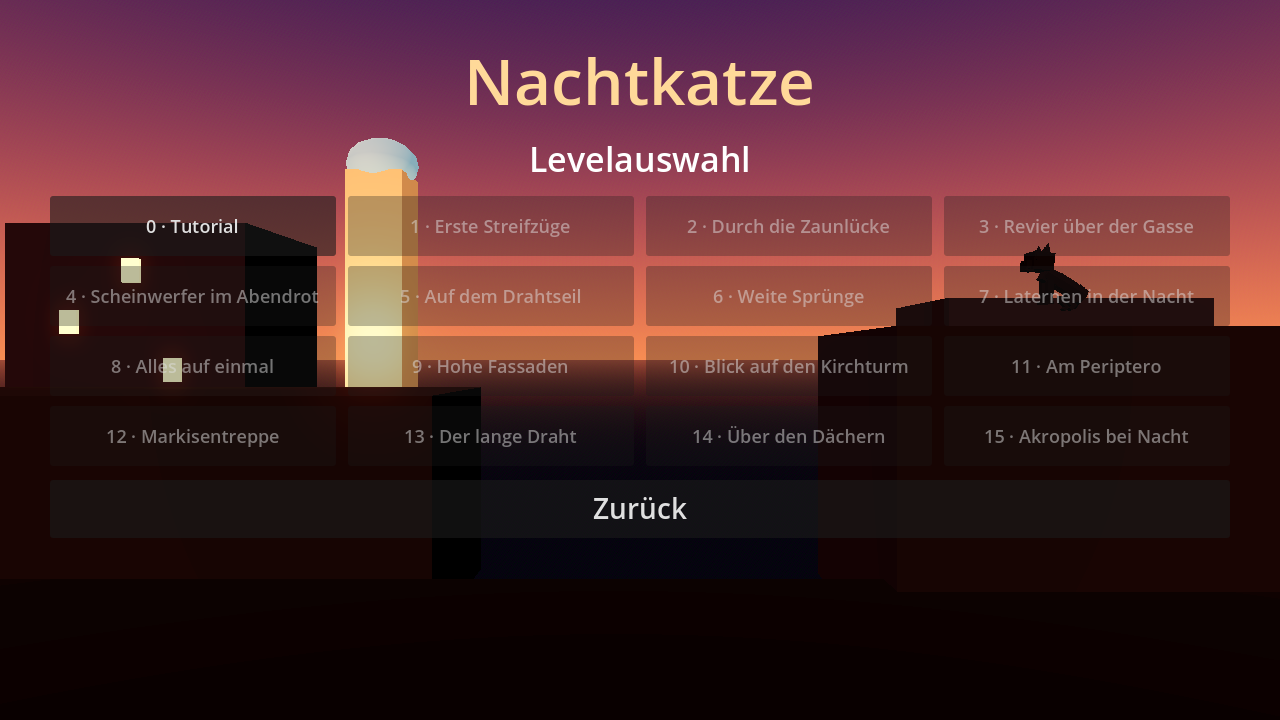 Nachtkatze
Levelauswahl
0 · Tutorial
1 · Erste Streifzüge
2 · Durch die Zaunlücke
3 · Revier über der Gasse
4 · Scheinwerfer im Abendrot
5 · Auf dem Drahtseil
6 · Weite Sprünge
7 · Laternen in der Nacht
8 · Alles auf einmal
9 · Hohe Fassaden
10 · Blick auf den Kirchturm
11 · Am Periptero
12 · Markisentreppe
13 · Der lange Draht
14 · Über den Dächern
15 · Akropolis bei Nacht
Zurück